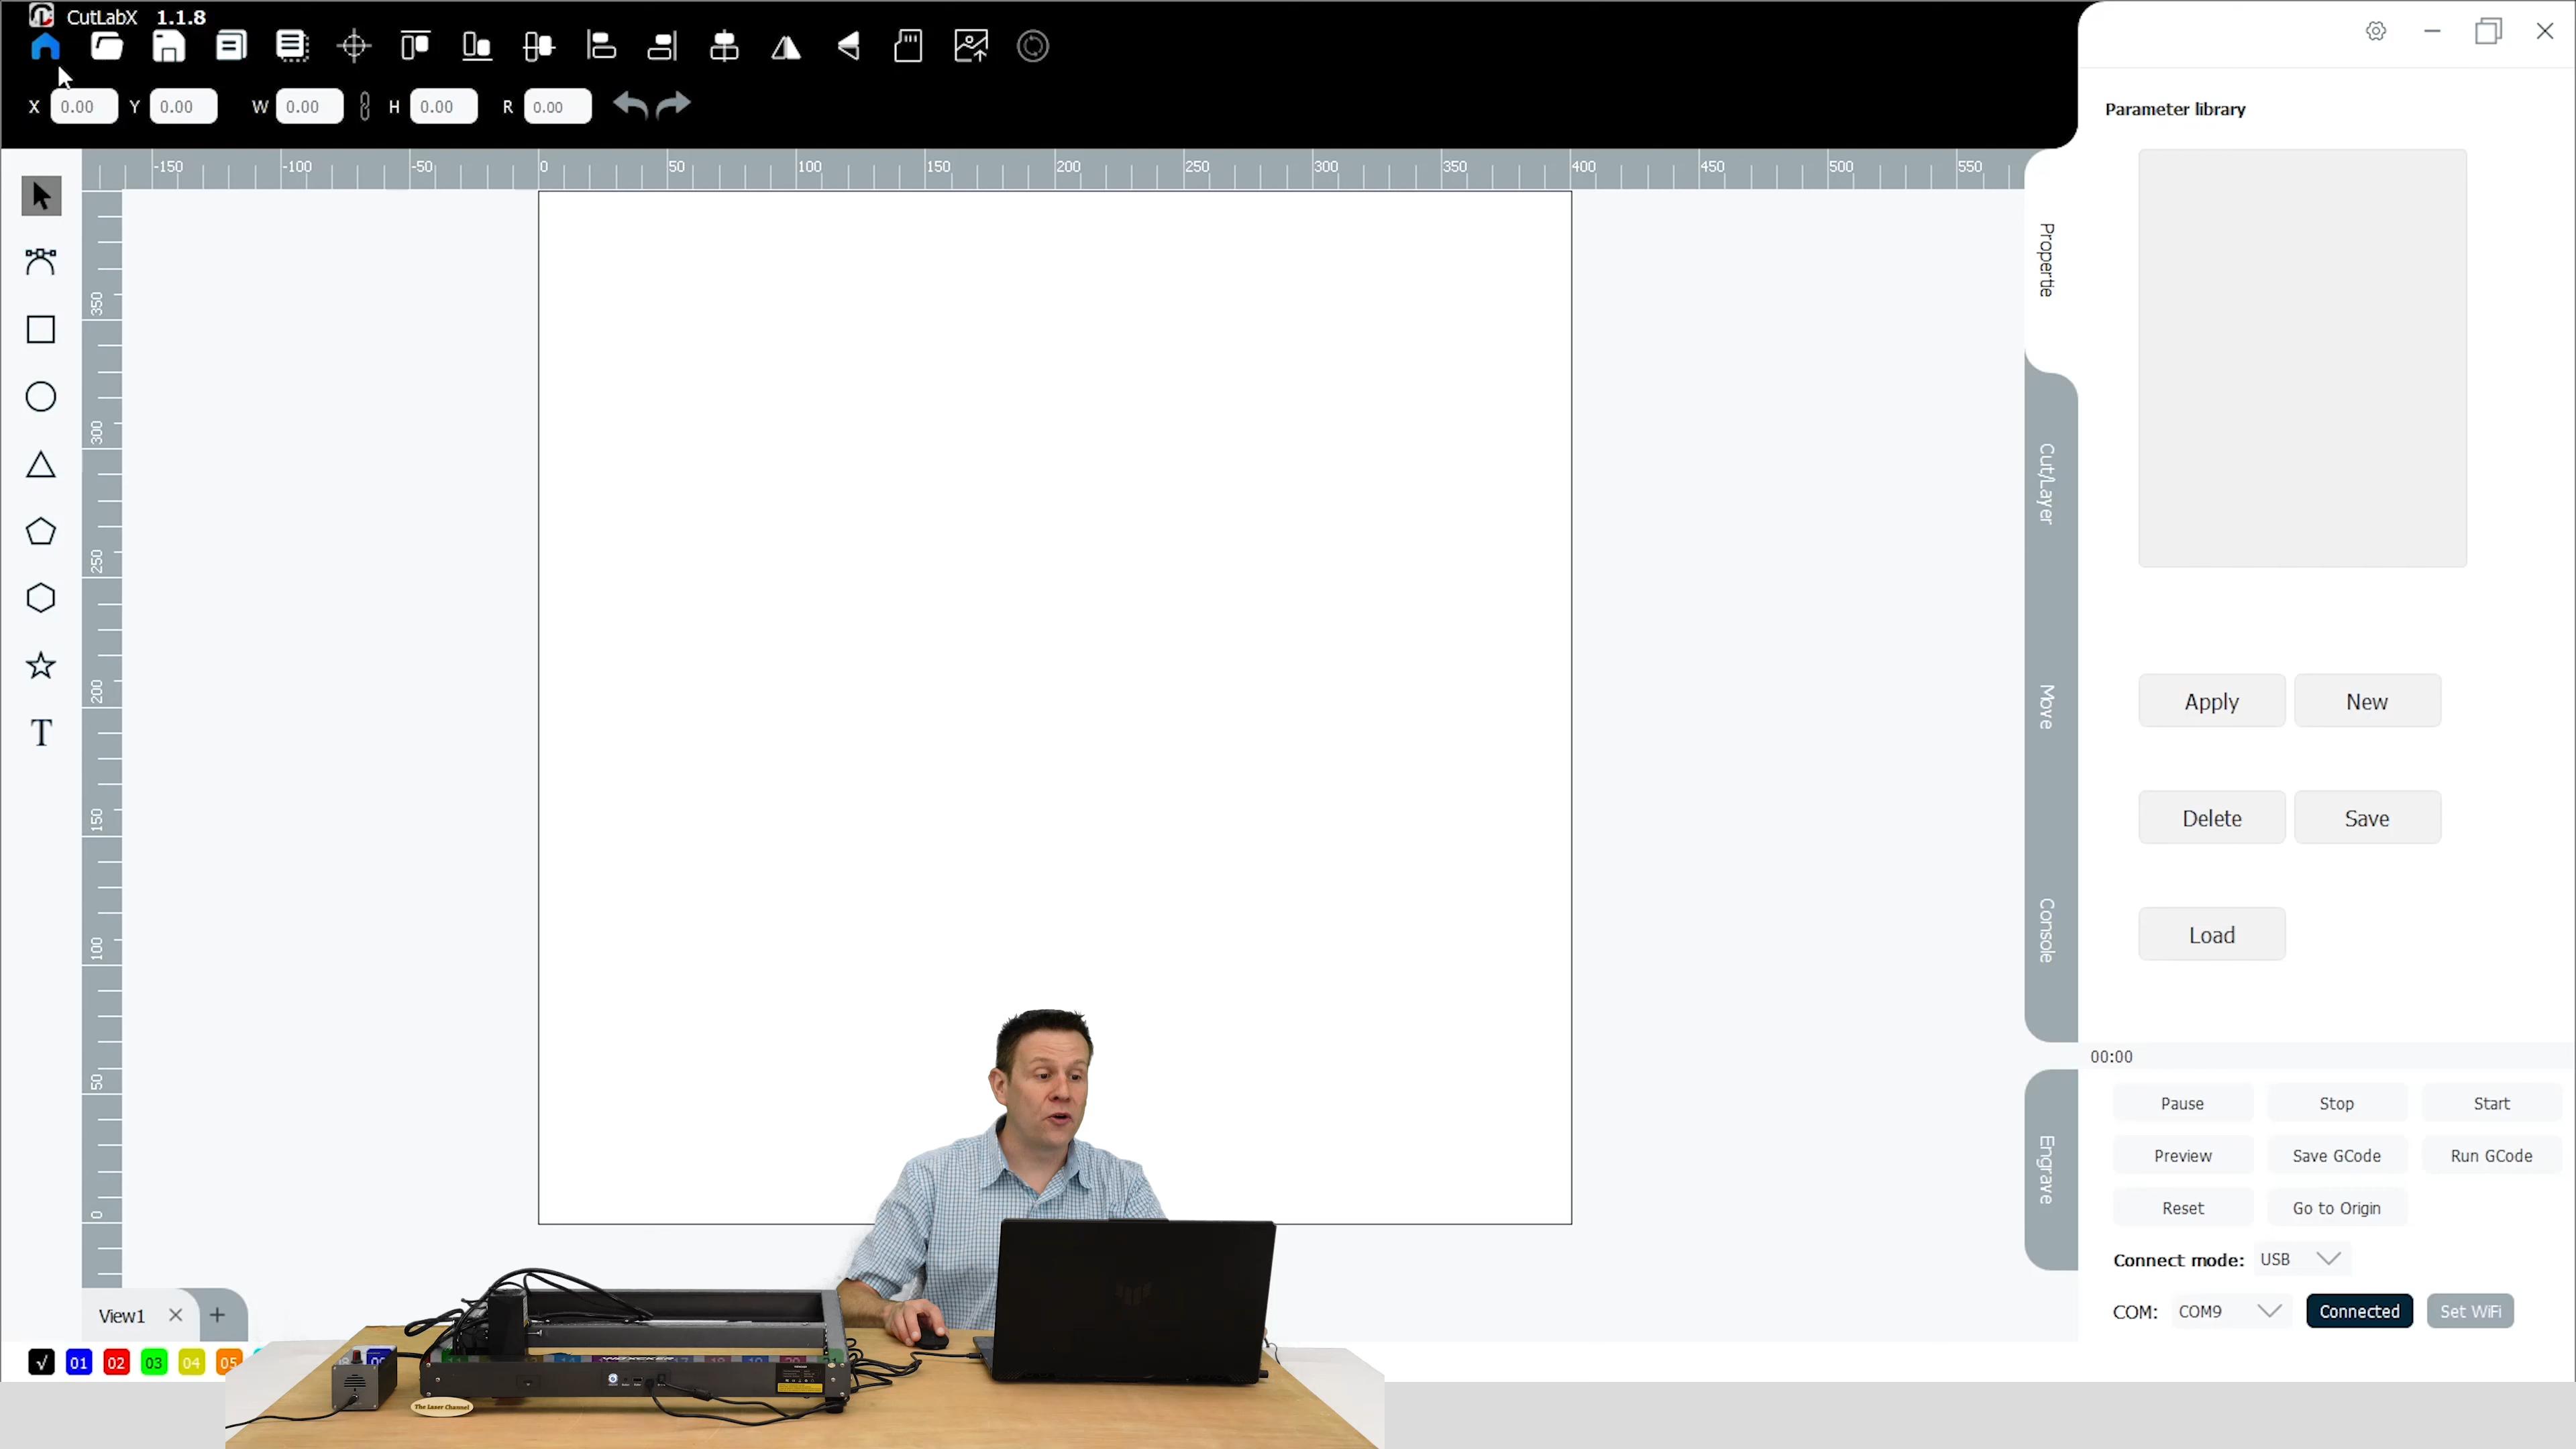 CutLabX 1.1.8
X 0.00 Y 0.00 W 0.00 H 0.00 R 0.00
-150 -100 -50 0 50 100 150 200 250 300 350 400 450 500 550
350
300
250
200
150
100
50
0
T
View1
√ 01 02 03 04 05
Propertie
Cut/Layer
Move
Console
Engrave
Parameter library
Apply New
Delete Save
Load
00:00
Pause Stop Start
Preview Save GCode Run GCode
Reset Go to Origin
Connect mode: USB
COM: COM9 Connected Set WiFi
The Laser Channel